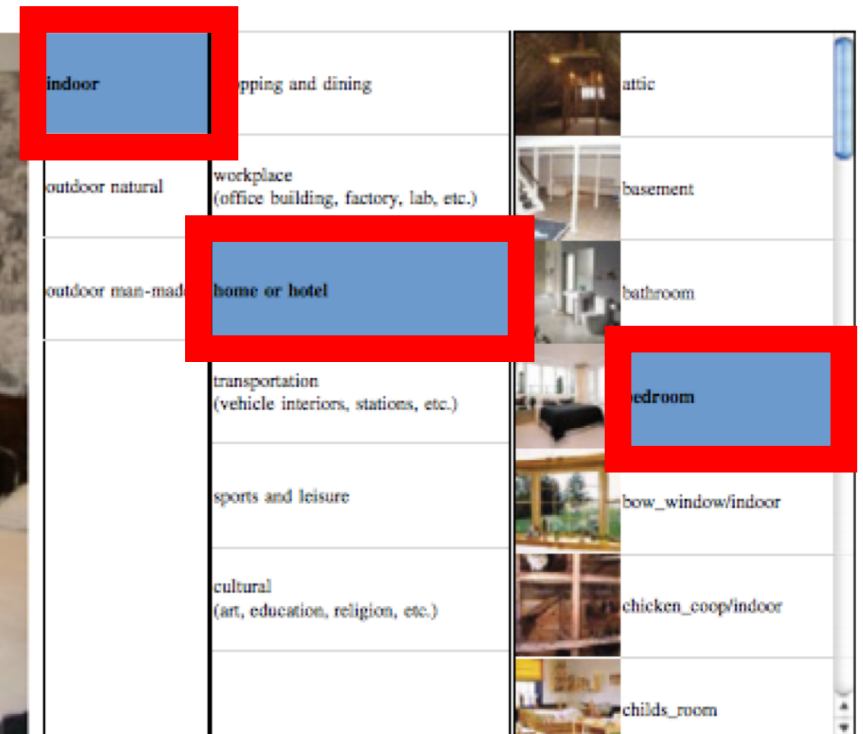 indoor
outdoor natural
outdoor man-mad
pping and dining
workplace
(office building, factory, lab, etc.)
home or hotel
transportation
(vehicle interiors, stations, etc.)
sports and leisure
cultural
(art, education, religion, etc.)
attic
basement
bathroom
edroom
bow_window/indoor
chicken_coop/indoor
childs_room